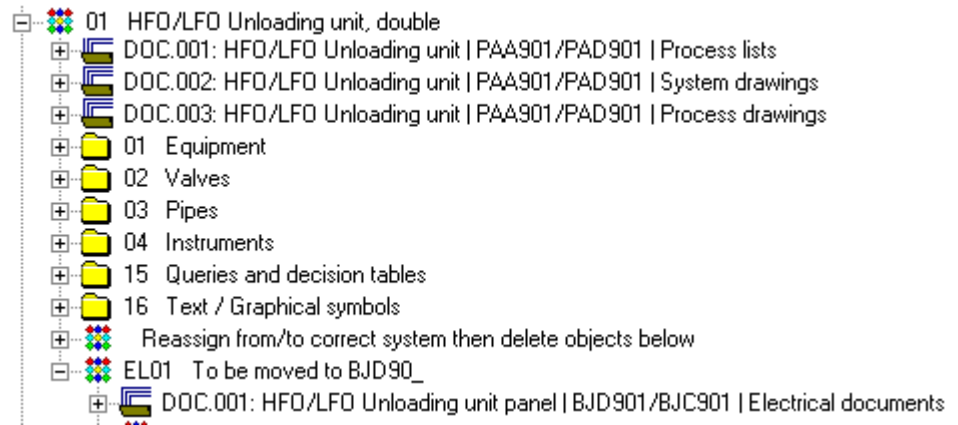 01 HFO/LFO Unloading unit, double
DOC.001: HFO/LFO Unloading unit | PAA901/PAD901 | Process lists
DOC.002: HFO/LFO Unloading unit | PAA901/PAD901 | System drawings
DOC.003: HFO/LFO Unloading unit | PAA901/PAD901 | Process drawings
01 Equipment
02 Valves
03 Pipes
04 Instruments
15 Queries and decision tables
16 Text / Graphical symbols
Reassign from/to correct system then delete objects below
EL01 To be moved to BJD90_
DOC.001: HFO/LFO Unloading unit panel | BJD901/BJC901 | Electrical documents